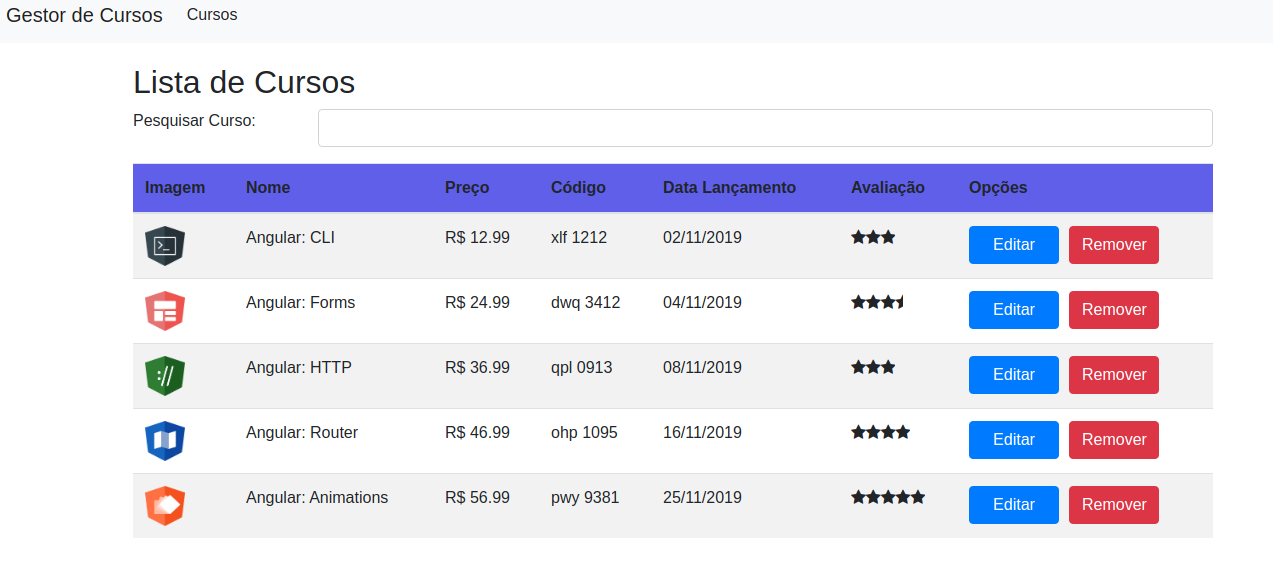 Gestor de Cursos Cursos
Lista de Cursos
Pesquisar Curso:
Imagem Nome Preço Código Data Lançamento Avaliação Opções
Angular: CLI R$ 12.99 xlf 1212 02/11/2019 Editar Remover
Angular: Forms R$ 24.99 dwq 3412 04/11/2019 Editar Remover
Angular: HTTP R$ 36.99 qpl 0913 08/11/2019 Editar Remover
Angular: Router R$ 46.99 ohp 1095 16/11/2019 Editar Remover
Angular: Animations R$ 56.99 pwy 9381 25/11/2019 Editar Remover